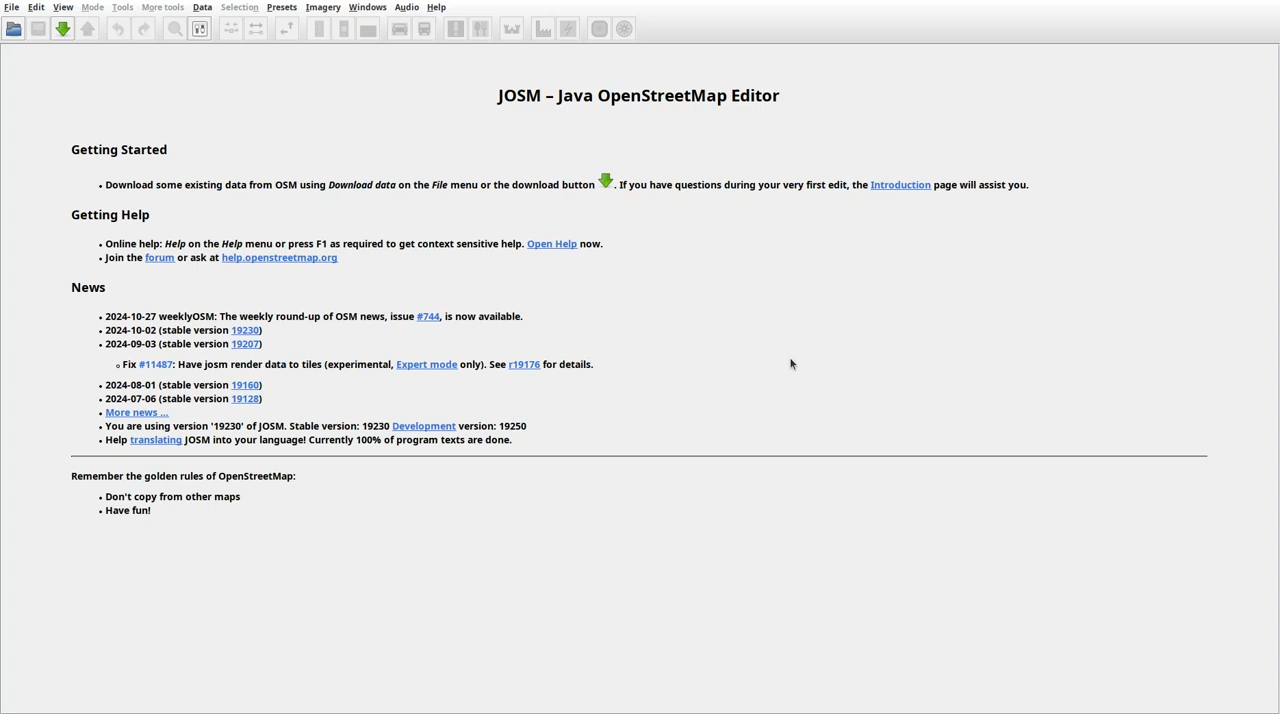 File Edit View Mode Tools More tools Data Selection Presets Imagery Windows Audio Help
JOSM – Java OpenStreetMap Editor
Getting Started
• Download some existing data from OSM using Download data on the File menu or the download button . If you have questions during your very first edit, the Introduction page will assist you.
Getting Help
• Online help: Help on the Help menu or press F1 as required to get context sensitive help. Open Help now.
• Join the forum or ask at help.openstreetmap.org
News
• 2024-10-27 weeklyOSM: The weekly round-up of OSM news, issue #744, is now available.
• 2024-10-02 (stable version 19230)
• 2024-09-03 (stable version 19207)
◦ Fix #11487: Have josm render data to tiles (experimental, Expert mode only). See r19176 for details.
• 2024-08-01 (stable version 19160)
• 2024-07-06 (stable version 19128)
• More news ...
• You are using version '19230' of JOSM. Stable version: 19230 Development version: 19250
• Help translating JOSM into your language! Currently 100% of program texts are done.
Remember the golden rules of OpenStreetMap:
• Don't copy from other maps
• Have fun!